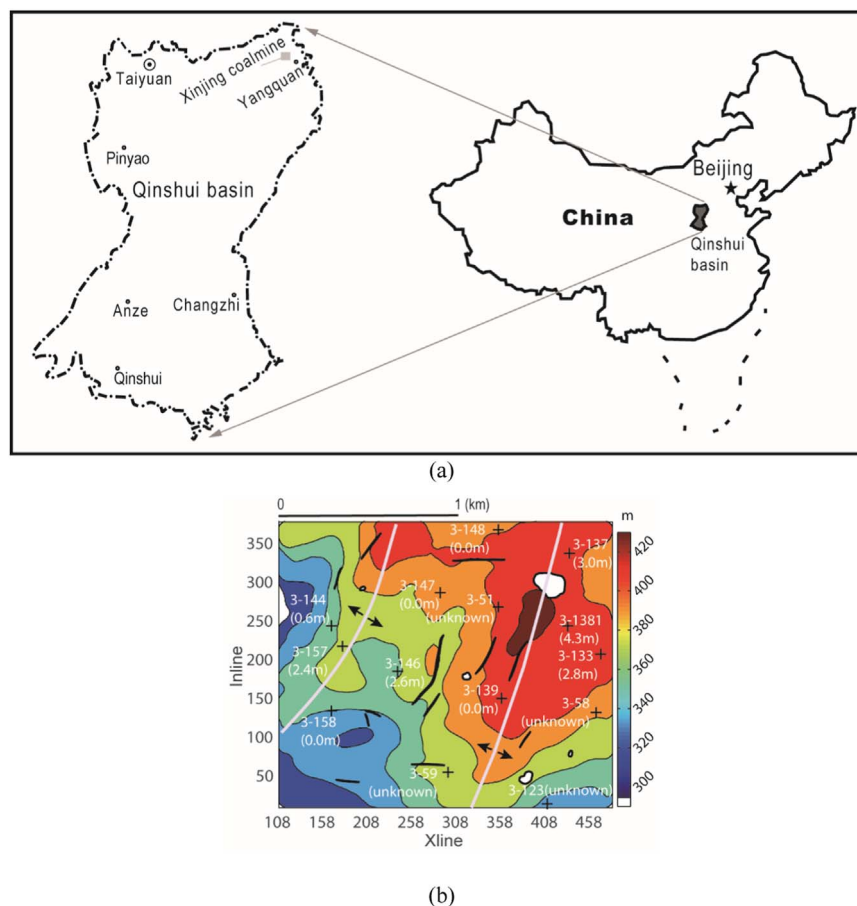 Taiyuan
Xinjing coalmine
Yangquan
Pinyao
Qinshui basin
Anze
Changzhi
Qinshui
Beijing
China
Qinshui
basin
(a)
0 1 (km)
m
350
300
250
200
150
100
50
Inline
3-148
(0.0m)
3-137
(3.0m)
3-144
(0.6m)
3-147
(0.0m)
3-51
(unknown)
3-1381
(4.3m)
3-157
(2.4m)
3-146
(2.6m)
3-133
(2.8m)
3-139
(0.0m)
3-58
(unknown)
3-158
(0.0m)
3-59
(unknown)
3-123(unknown)
420
400
380
360
340
320
300
108 158 208 258 308 358 408 458
Xline
(b)